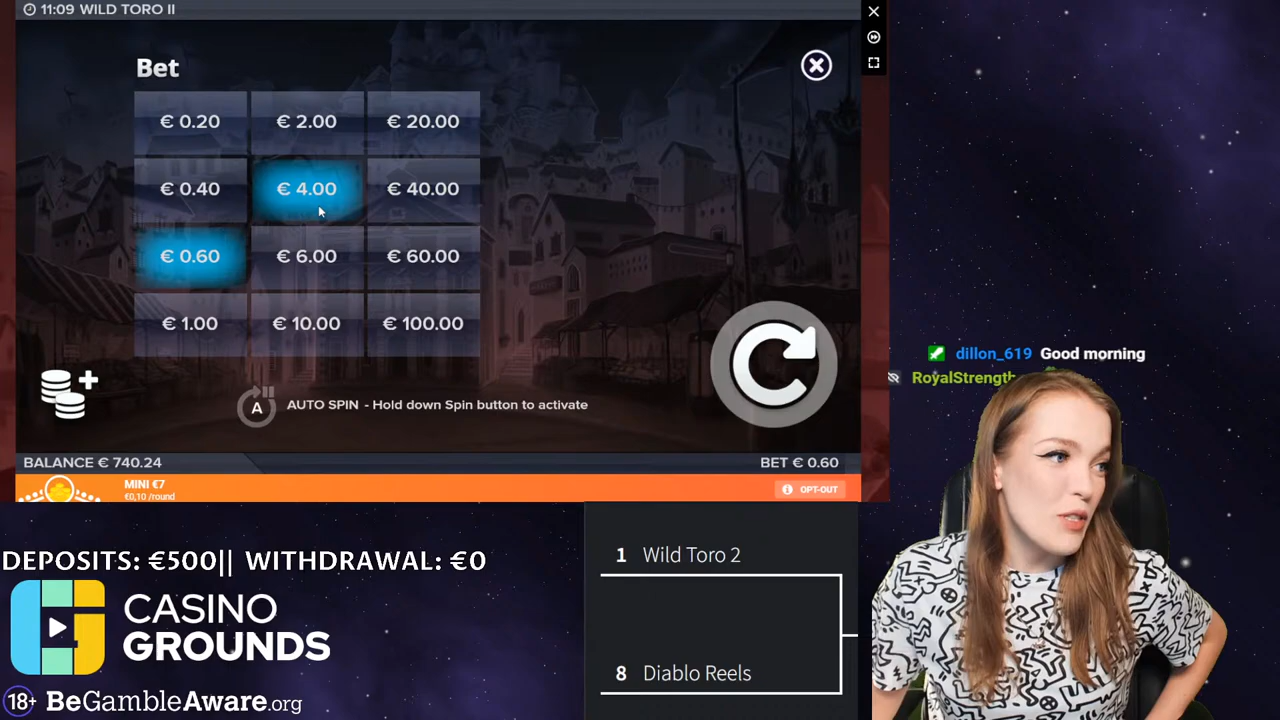 11:09 WILD TORO II
Bet
€ 0.20 € 2.00 € 20.00
€ 0.40 € 4.00 € 40.00
€ 0.60 € 6.00 € 60.00
€ 1.00 € 10.00 € 100.00
A AUTO SPIN - Hold down Spin button to activate
BALANCE € 740.24 BET € 0.60
MINI €7
€0,10 /round
OPT-OUT
dillon_619 Good morning
RoyalStrength
DEPOSITS: €500|| WITHDRAWAL: €0
CASINO
GROUNDS
18+ BeGambleAware.org
1 Wild Toro 2
8 Diablo Reels